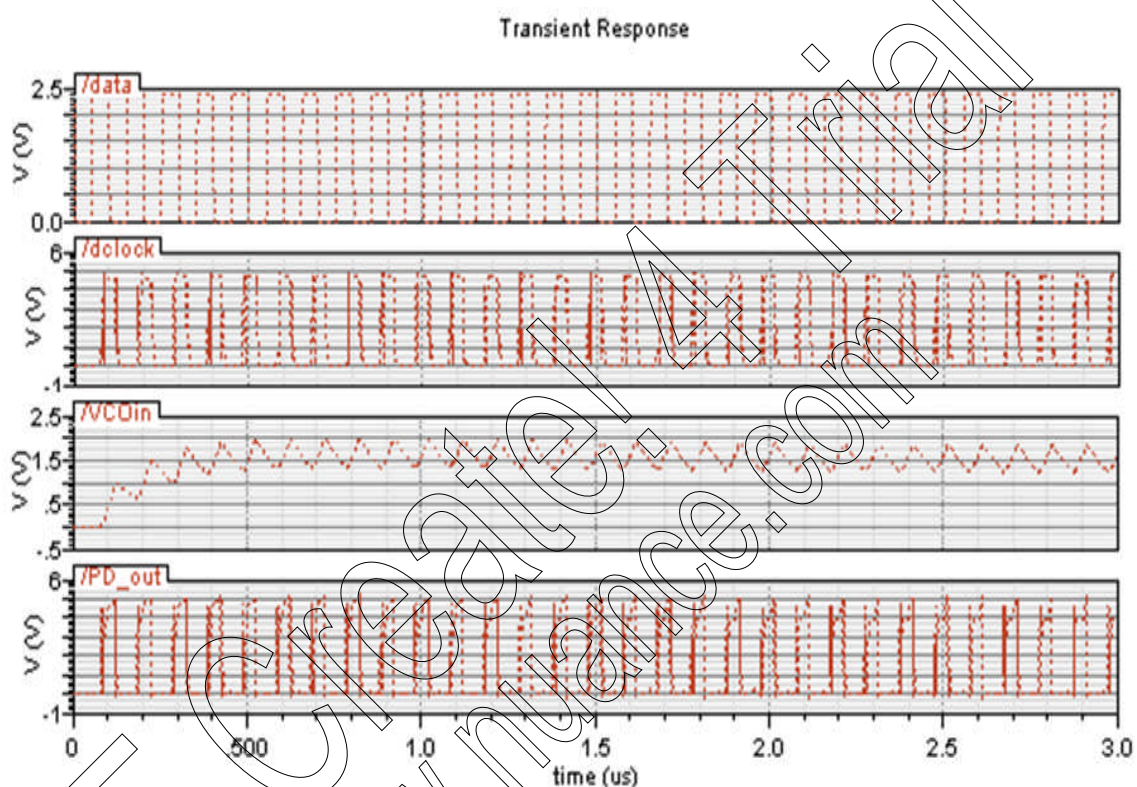 Transient Response
/data
2.5
V (V)
0.0
/dclock
6
V (V)
-1
/VCOin
2.5
1.5
V (V)
.5
-.5
/PD_out
6
V (V)
-1
0 .500 1.0 1.5 2.0 2.5 3.0
time (us)
Create! 4 Trial
nuance.com